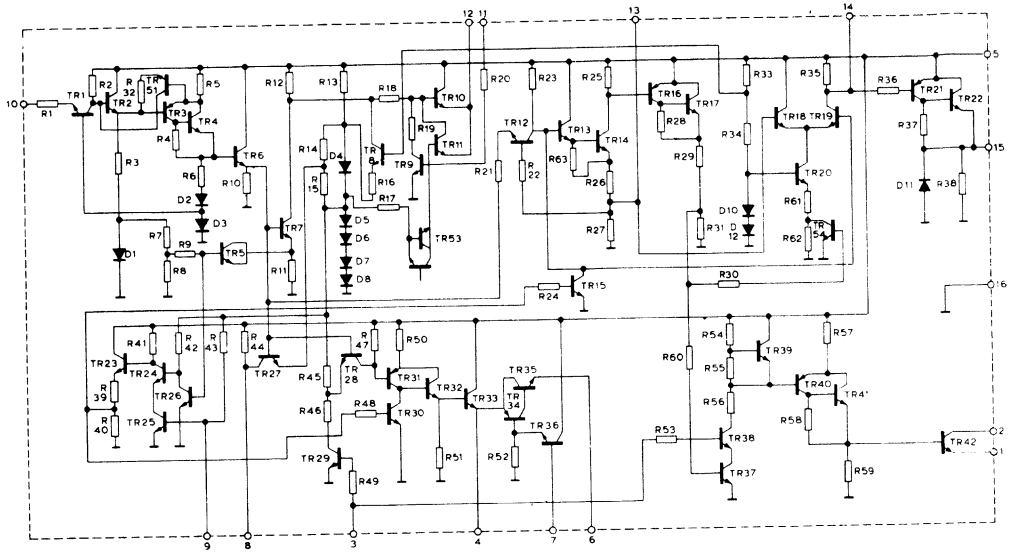 12 11 13 14
R2 TR1 TR2 R 32 TR 51 R5 R12 R13 R18 TR10 R20 R23 R25 R33 R35 R36 TR21 5
10 R1 TR3 TR4 R4 R19 TR11 TR12 TR13 TR14 TR16 TR17 R28 TR18 TR19 TR22
R3 R6 TR6 R10 R14 D4 TR 8 TR9 R21 R 22 R63 R26 R29 R34 TR20 R37 15
D2 D3 R 15 R16 R17 R27 R31 D10 D 12 R61 R62 TR 54 D11 R38
D1 R7 R8 R9 TR5 TR7 R11 D5 D6 D7 D8 TR53
R24 TR15 R30 16
R41 R 42 R 43 R 44 R 47 R50 R54 R57
TR23 TR24 TR27 TR 28 TR31 TR32 TR33 TR35 R60 TR39
R 39 TR26 R45 R55 TR40 TR41
R 40 TR25 R46 R48 TR30 TR 34 TR36 R56 R58
TR29 R49 R51 R52 R53 TR38 TR37 R59 TR42 2 1
9 8 3 4 7 6